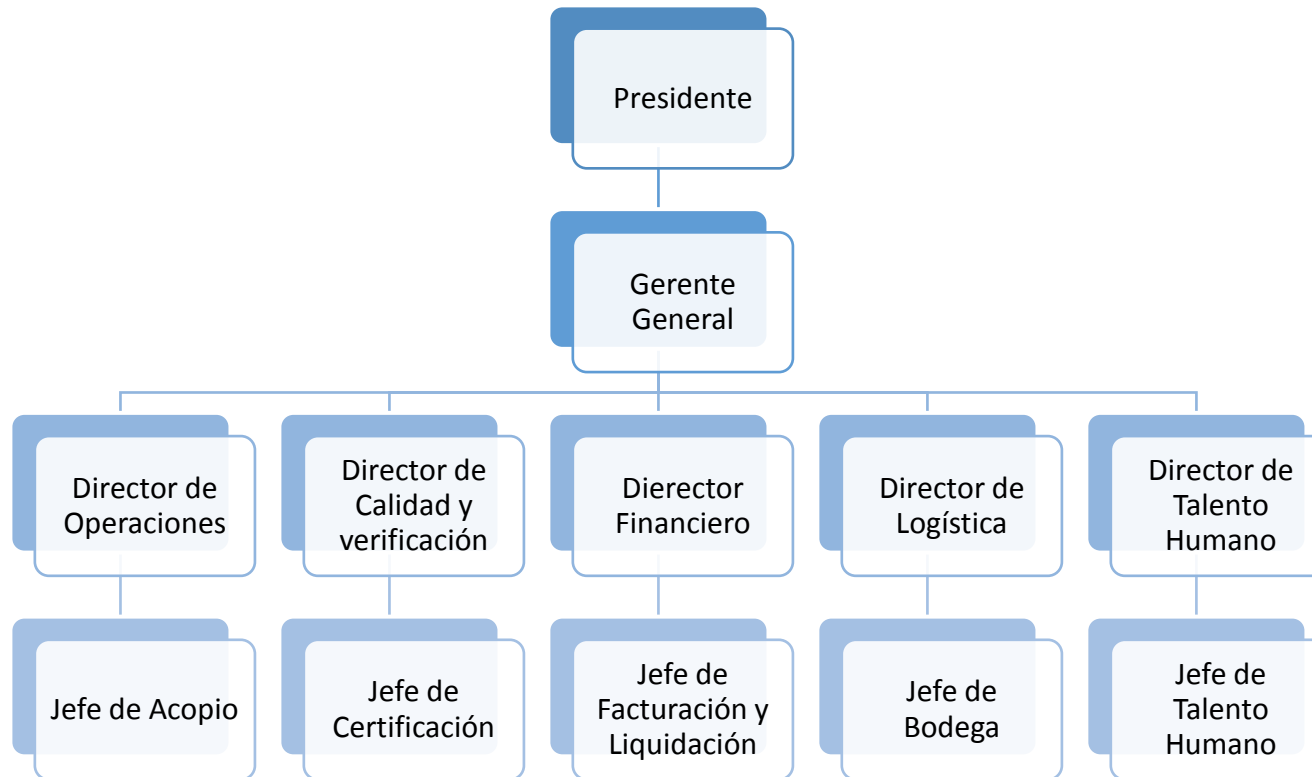 Presidente
Gerente
General
Director de
Operaciones
Director de
Calidad y
verificación
Dierector
Financiero
Director de
Logística
Director de
Talento
Humano
Jefe de Acopio
Jefe de
Certificación
Jefe de
Facturación y
Liquidación
Jefe de
Bodega
Jefe de
Talento
Humano